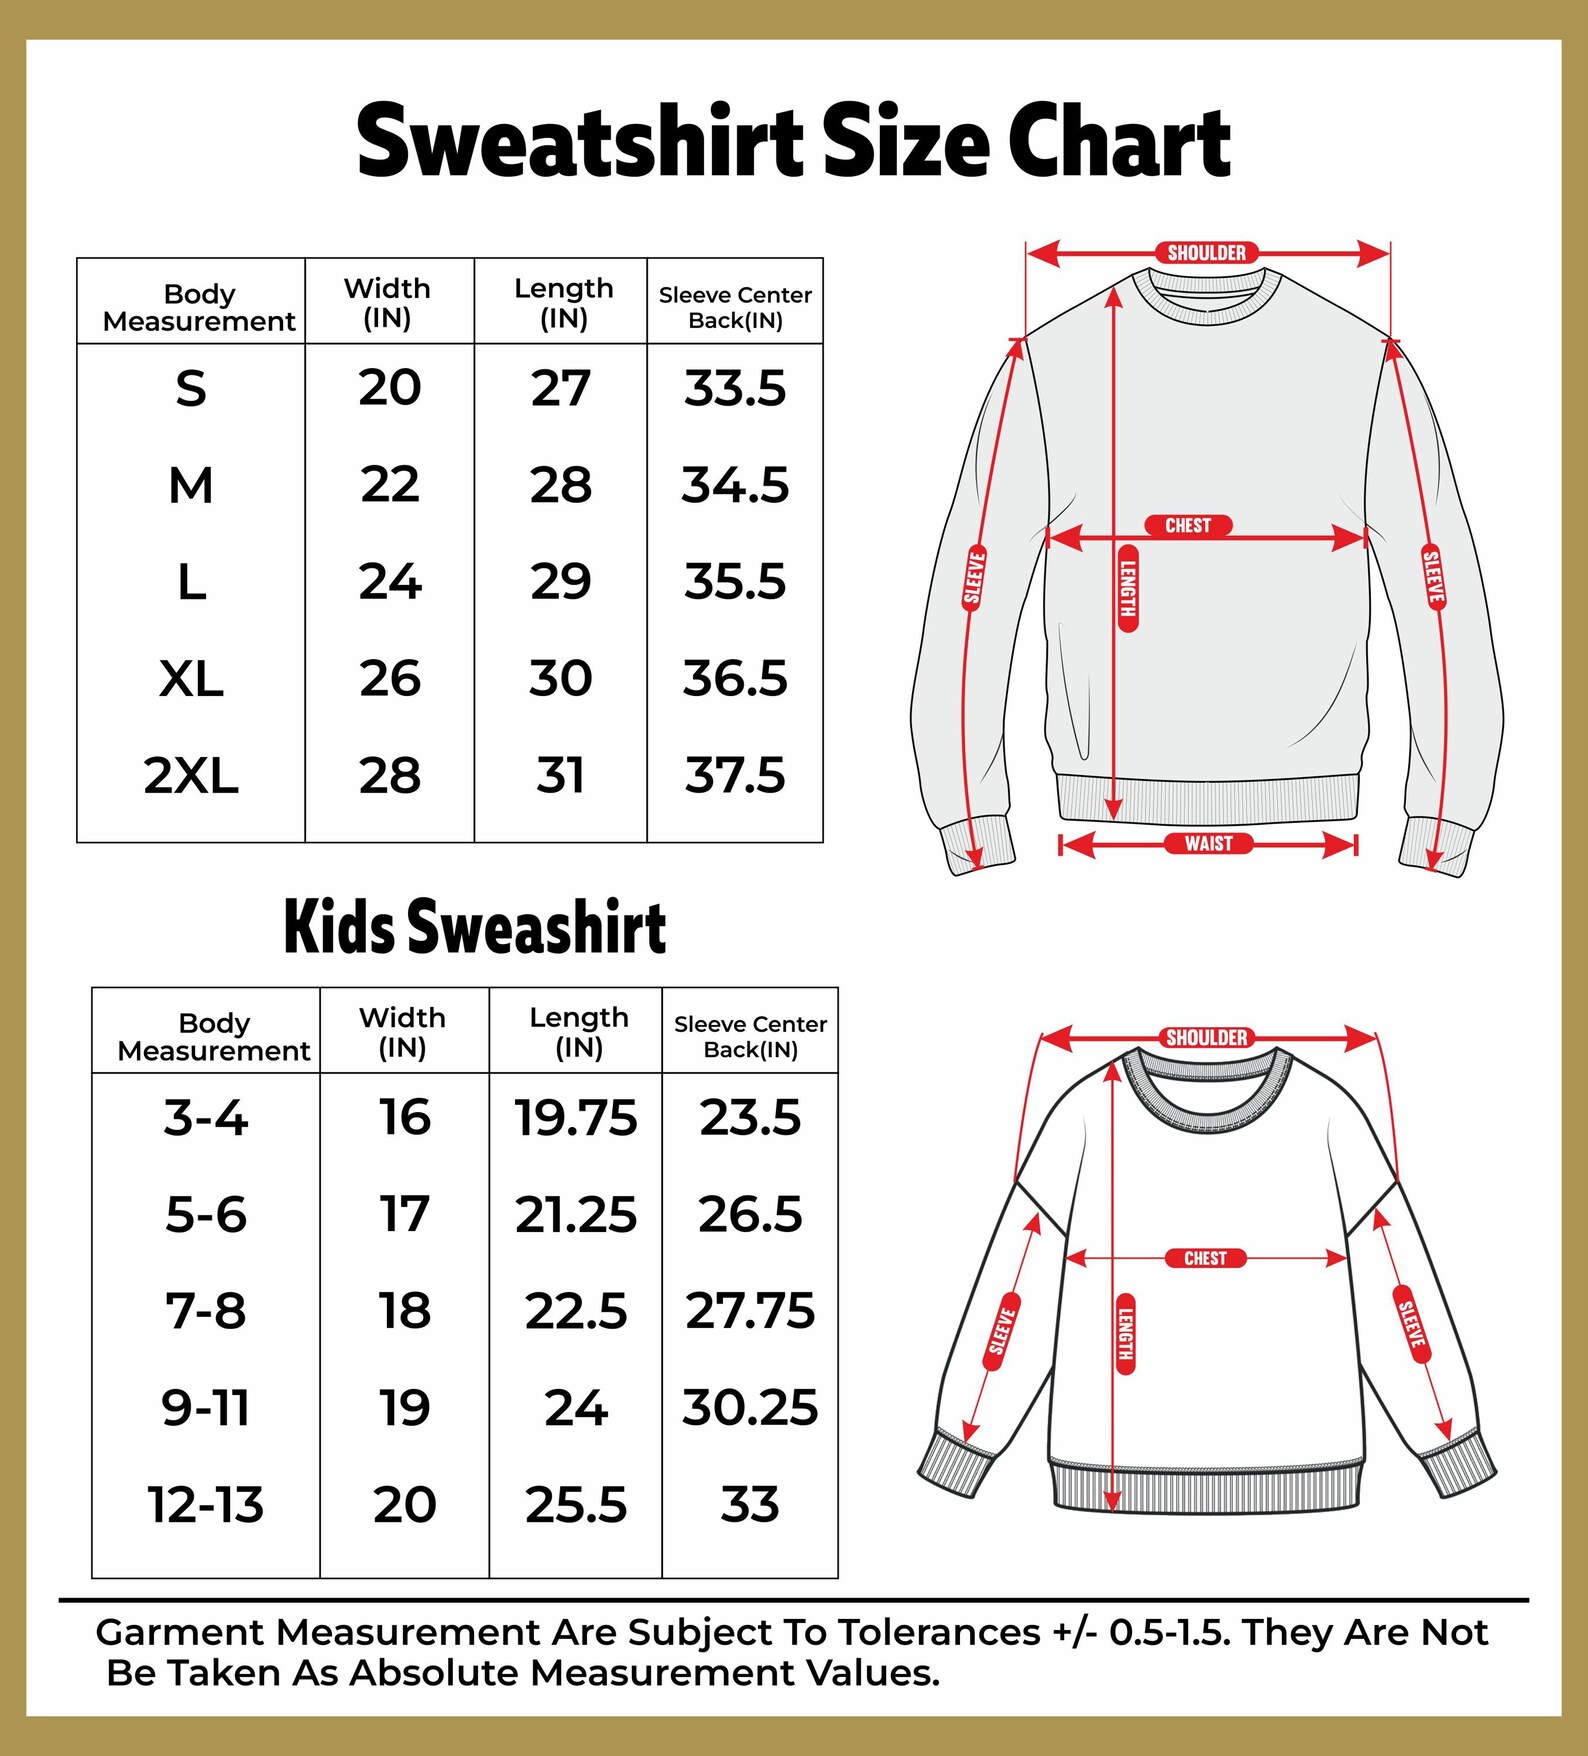 Sweatshirt Size Chart
Body Measurement Width (IN) Length (IN) Sleeve Center Back(IN)
S 20 27 33.5
M 22 28 34.5
L 24 29 35.5
XL 26 30 36.5
2XL 28 31 37.5
SHOULDER
CHEST
SLEEVE
LENGTH
SLEEVE
WAIST
Kids Sweashirt
Body Measurement Width (IN) Length (IN) Sleeve Center Back(IN)
3-4 16 19.75 23.5
5-6 17 21.25 26.5
7-8 18 22.5 27.75
9-11 19 24 30.25
12-13 20 25.5 33
SHOULDER
CHEST
SLEEVE
LENGTH
SLEEVE
Garment Measurement Are Subject To Tolerances +/- 0.5-1.5. They Are Not
Be Taken As Absolute Measurement Values.